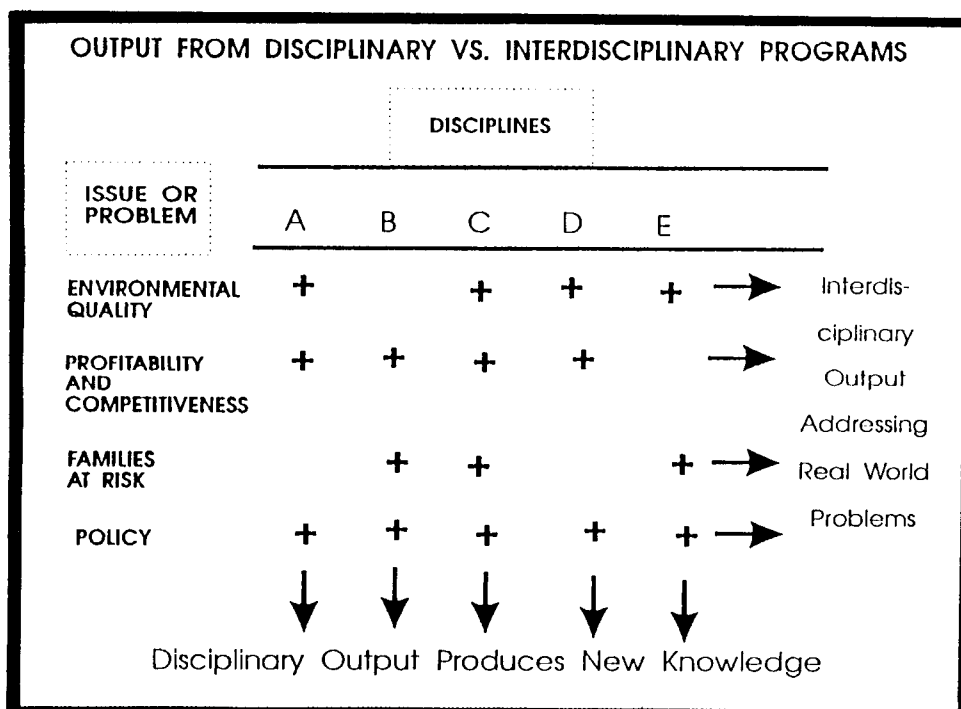 OUTPUT FROM DISCIPLINARY VS. INTERDISCIPLINARY PROGRAMS
DISCIPLINES
ISSUE OR
PROBLEM
A B C D E
ENVIRONMENTAL
QUALITY
+ + + +
PROFITABILITY
AND
COMPETITIVENESS
+ + + +
FAMILIES
AT RISK
+ + +
POLICY
+ + + + +
Interdis-
ciplinary
Output
Addressing
Real World
Problems
Disciplinary Output Produces New Knowledge